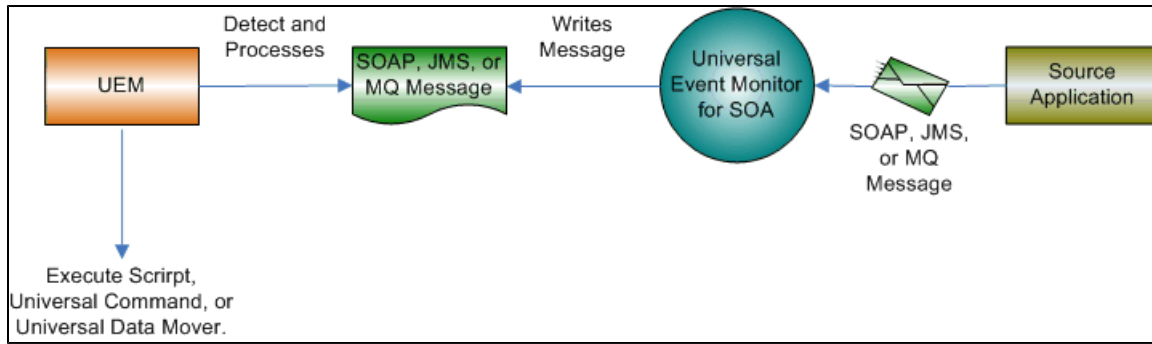 Detect and
Processes
Writes
Message
UEM
SOAP, JMS, or
MQ Message
Universal
Event Monitor
for SOA
Source
Application
SOAP, JMS,
or MQ
Message
Execute Scrirpt,
Universal Command, or
Universal Data Mover.